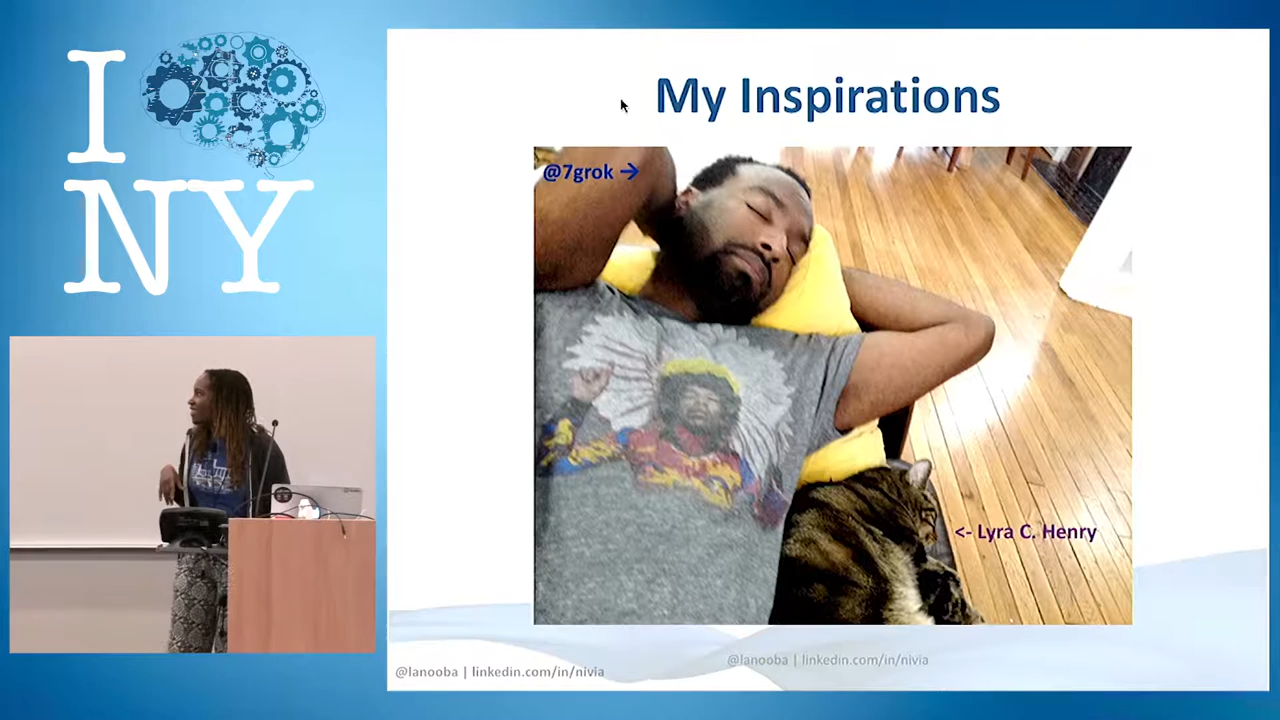 I
NY
My Inspirations
@7grok →
<- Lyra C. Henry
@lanooba | linkedin.com/in/nivia
@lanooba | linkedin.com/in/nivia